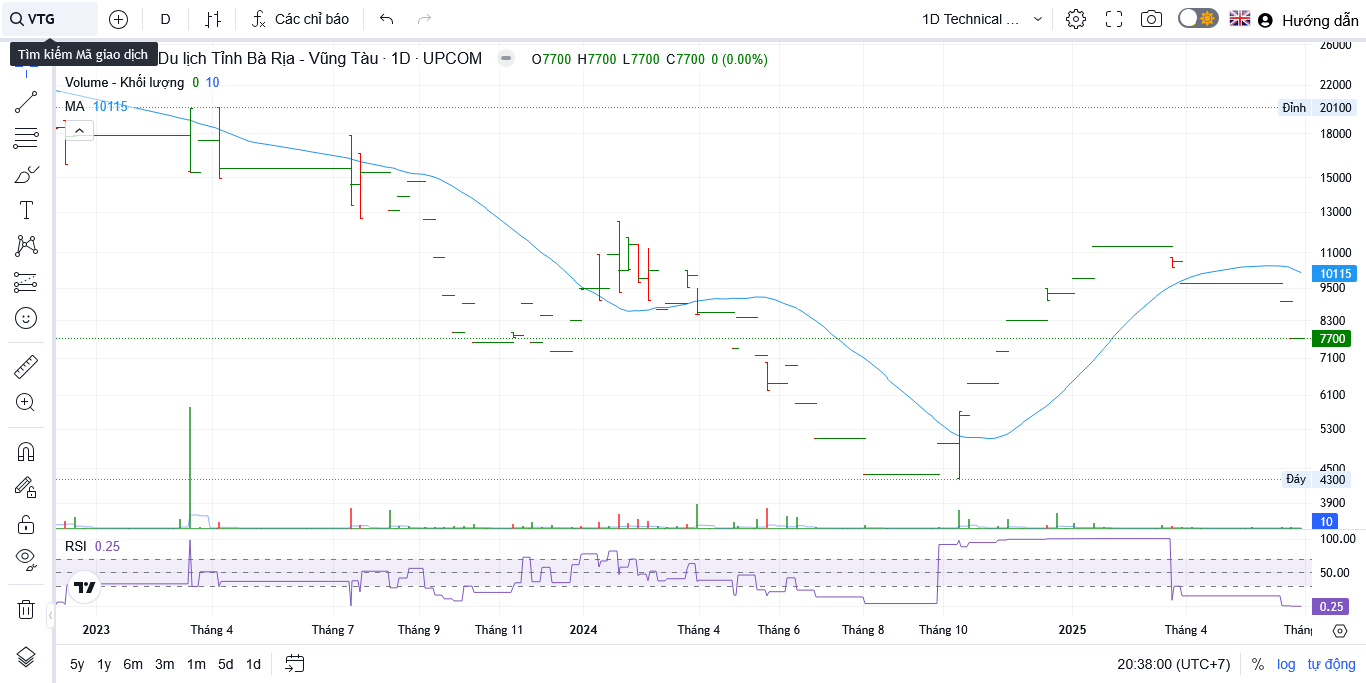 VTG
D
Các chỉ báo
1D Technical ...
Hướng dẫn
Tìm kiếm Mã giao dịch
Du lịch Tỉnh Bà Rịa - Vũng Tàu · 1D · UPCOM
O7700 H7700 L7700 C7700 0 (0.00%)
Volume - Khối lượng 0 10
MA 10115
26000
22000
Đỉnh 20100
18000
15000
13000
11000
10115
9500
8300
7700
7100
6100
5300
4500
Đáy 4300
3900
10
RSI 0.25
100.00
50.00
0.25
2023 Tháng 4 Tháng 7 Tháng 9 Tháng 11 2024 Tháng 4 Tháng 6 Tháng 8 Tháng 10 2025 Tháng 4 Tháng
5y 1y 6m 3m 1m 5d 1d
20:38:00 (UTC+7) % log tự động